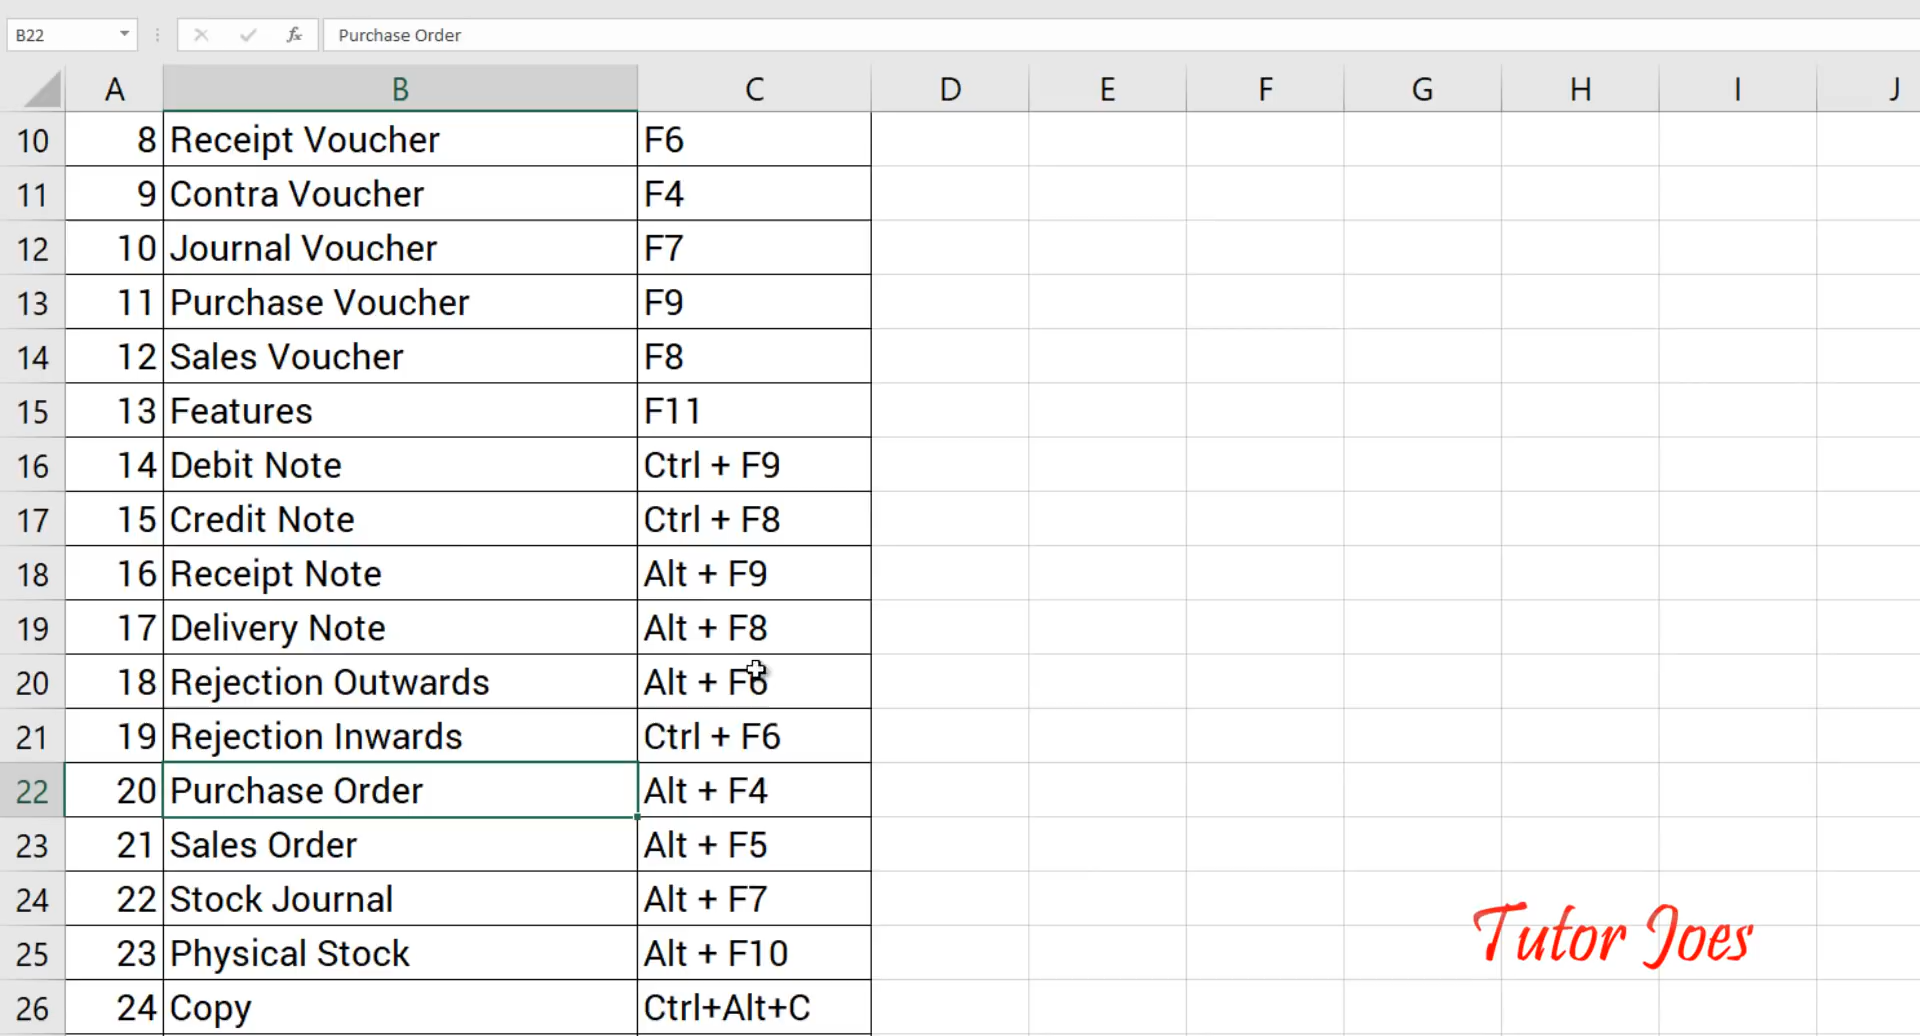 B22 Purchase Order
A B C D E F G H I J
10 8 Receipt Voucher F6
11 9 Contra Voucher F4
12 10 Journal Voucher F7
13 11 Purchase Voucher F9
14 12 Sales Voucher F8
15 13 Features F11
16 14 Debit Note Ctrl + F9
17 15 Credit Note Ctrl + F8
18 16 Receipt Note Alt + F9
19 17 Delivery Note Alt + F8
20 18 Rejection Outwards Alt + F6
21 19 Rejection Inwards Ctrl + F6
22 20 Purchase Order Alt + F4
23 21 Sales Order Alt + F5
24 22 Stock Journal Alt + F7
25 23 Physical Stock Alt + F10
26 24 Copy Ctrl+Alt+C
Tutor Joes